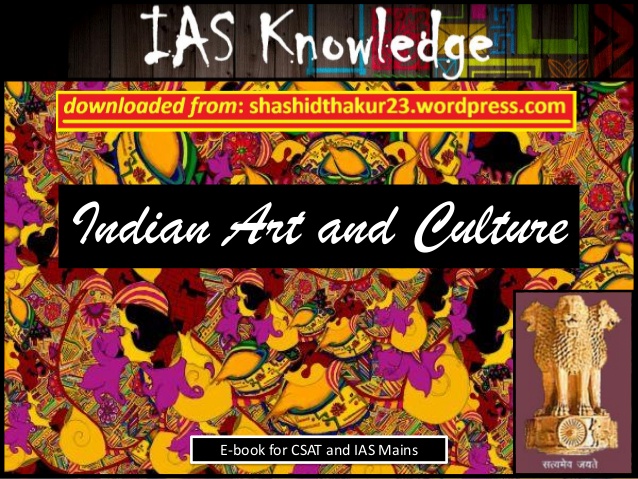 IAS Knowledge
downloaded from: shashidthakur23.wordpress.com
Indian Art and Culture
E-book for CSAT and IAS Mains
सत्यमेव जयते